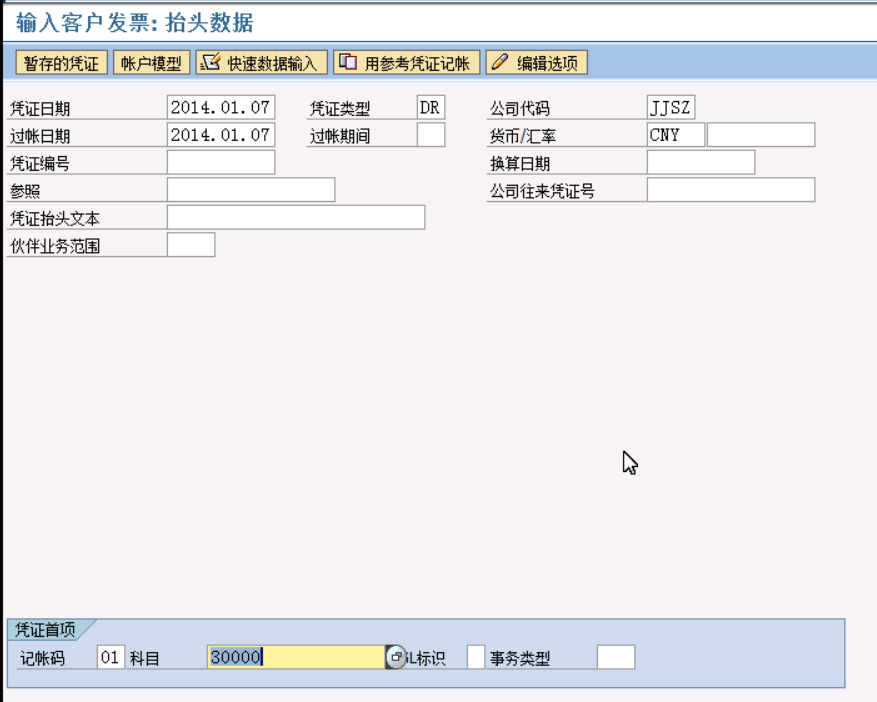 输入客户发票: 抬头数据
暂存的凭证 帐户模型 快速数据输入 用参考凭证记帐 编辑选项
凭证日期 2014.01.07 凭证类型 DR 公司代码 JJSZ
过帐日期 2014.01.07 过帐期间 货币/汇率 CNY
凭证编号 换算日期
参照 公司往来凭证号
凭证抬头文本
伙伴业务范围
凭证首项
记帐码 01 科目 30000 GL标识 事务类型